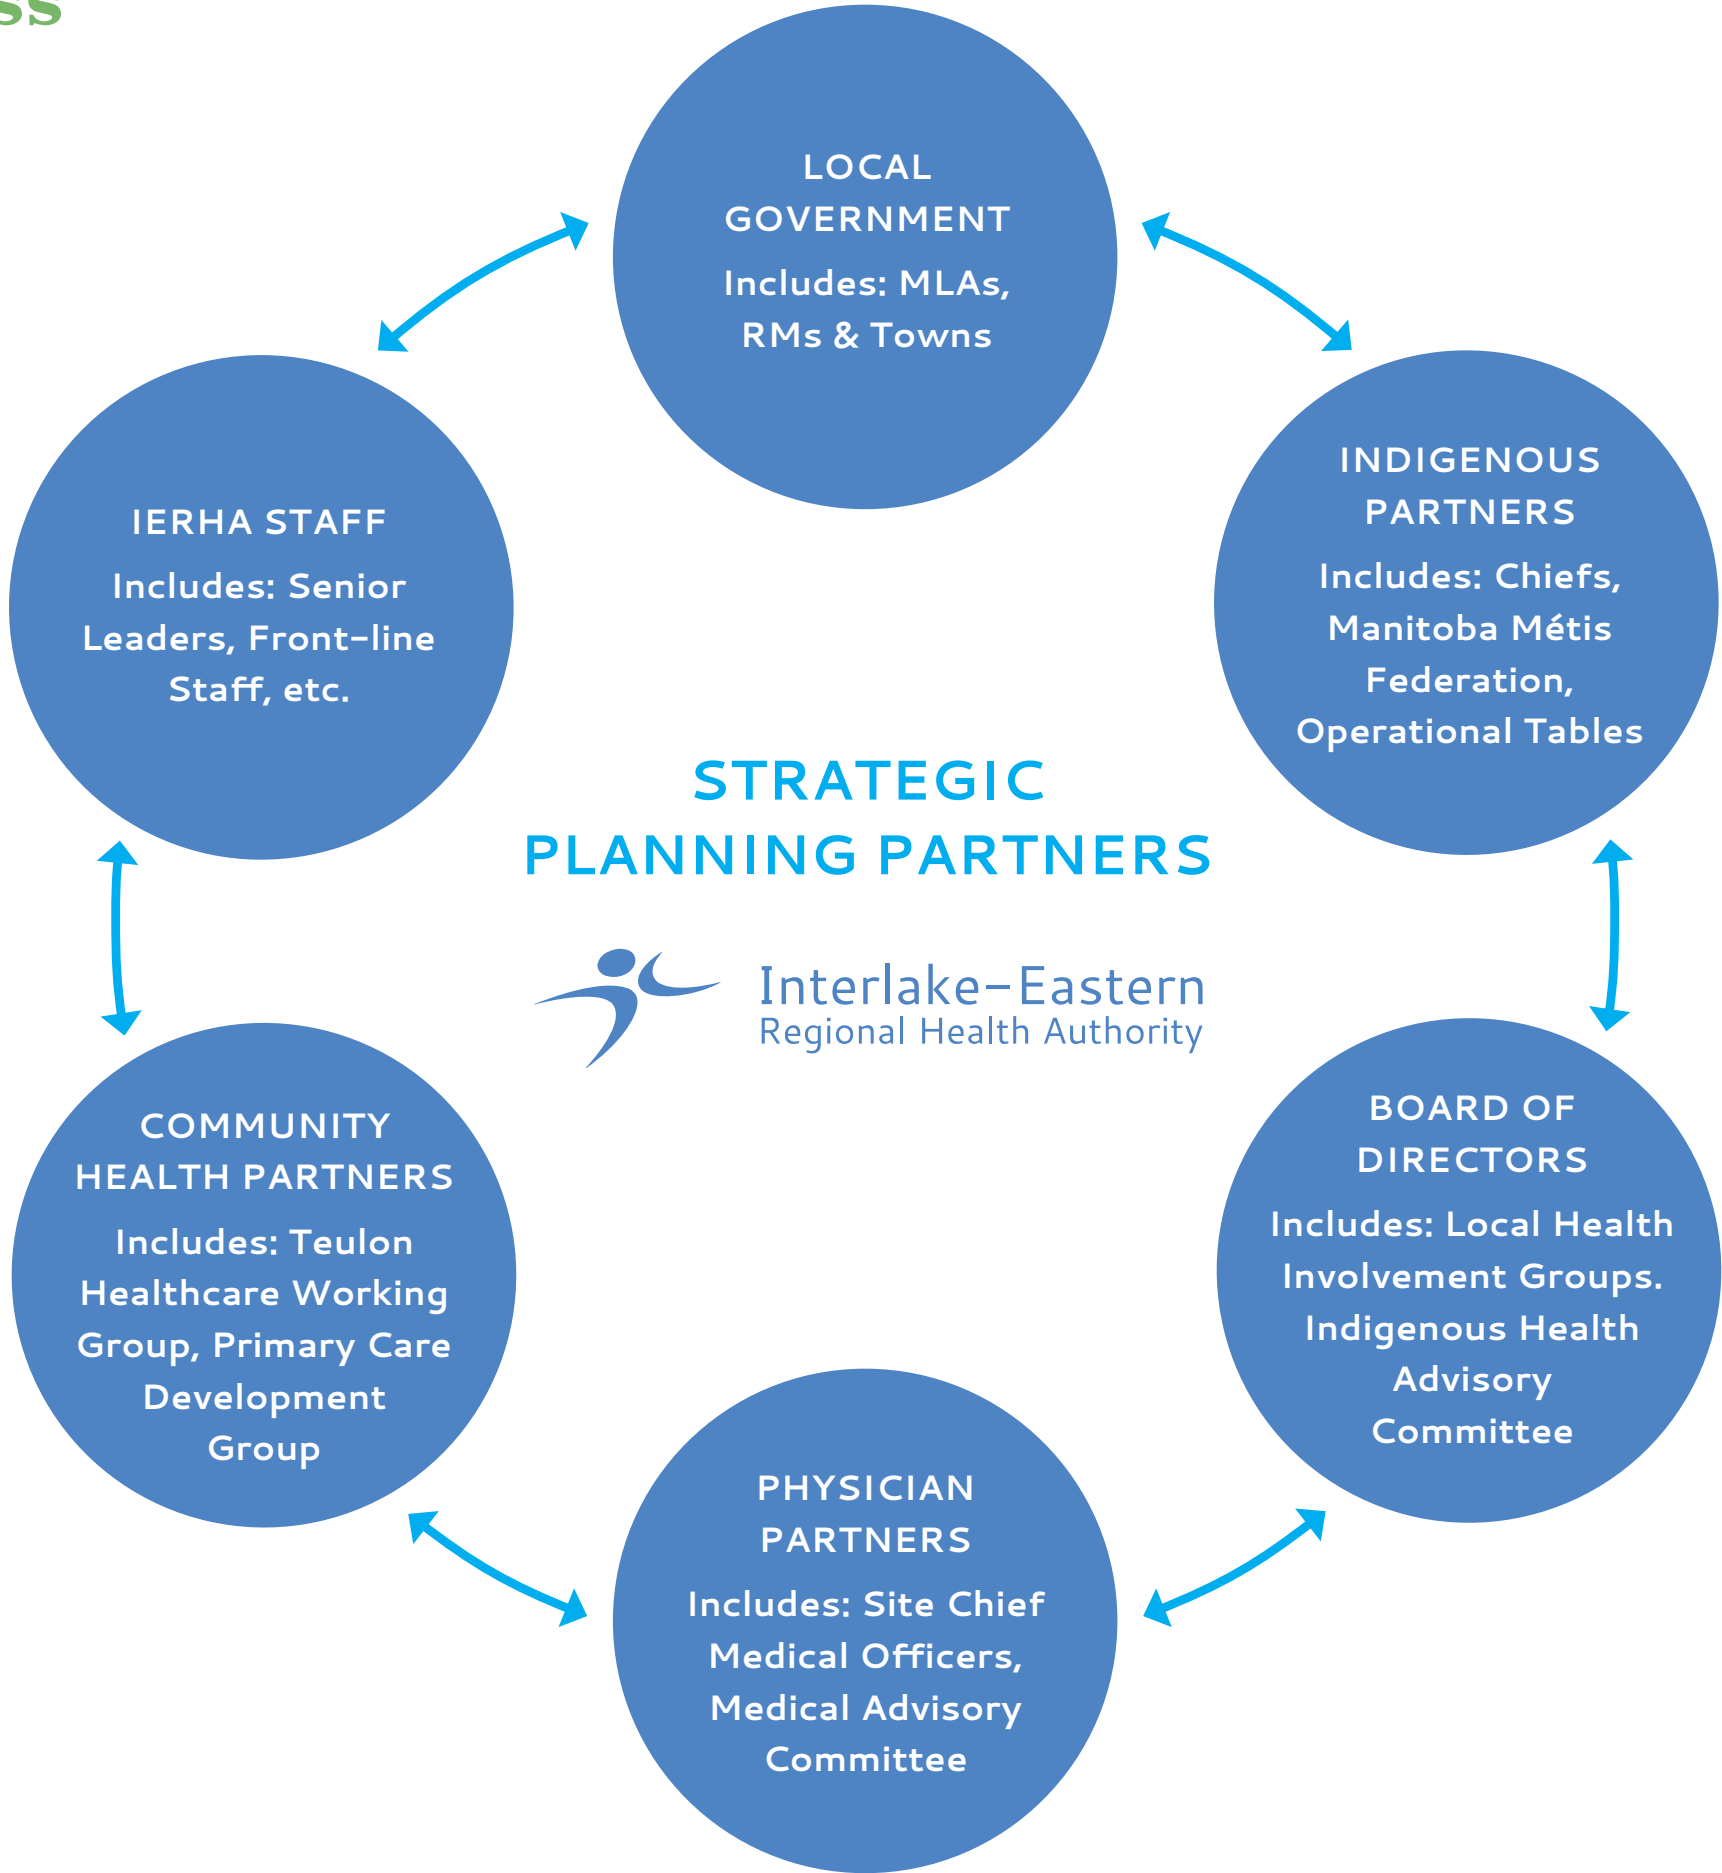 ss
LOCAL
GOVERNMENT
Includes: MLAs,
RMs & Towns
INDIGENOUS
PARTNERS
Includes: Chiefs,
Manitoba Métis
Federation,
Operational Tables
IERHA STAFF
Includes: Senior
Leaders, Front-line
Staff, etc.
STRATEGIC
PLANNING PARTNERS
Interlake-Eastern
Regional Health Authority
BOARD OF
DIRECTORS
Includes: Local Health
Involvement Groups.
Indigenous Health
Advisory
Committee
COMMUNITY
HEALTH PARTNERS
Includes: Teulon
Healthcare Working
Group, Primary Care
Development
Group
PHYSICIAN
PARTNERS
Includes: Site Chief
Medical Officers,
Medical Advisory
Committee